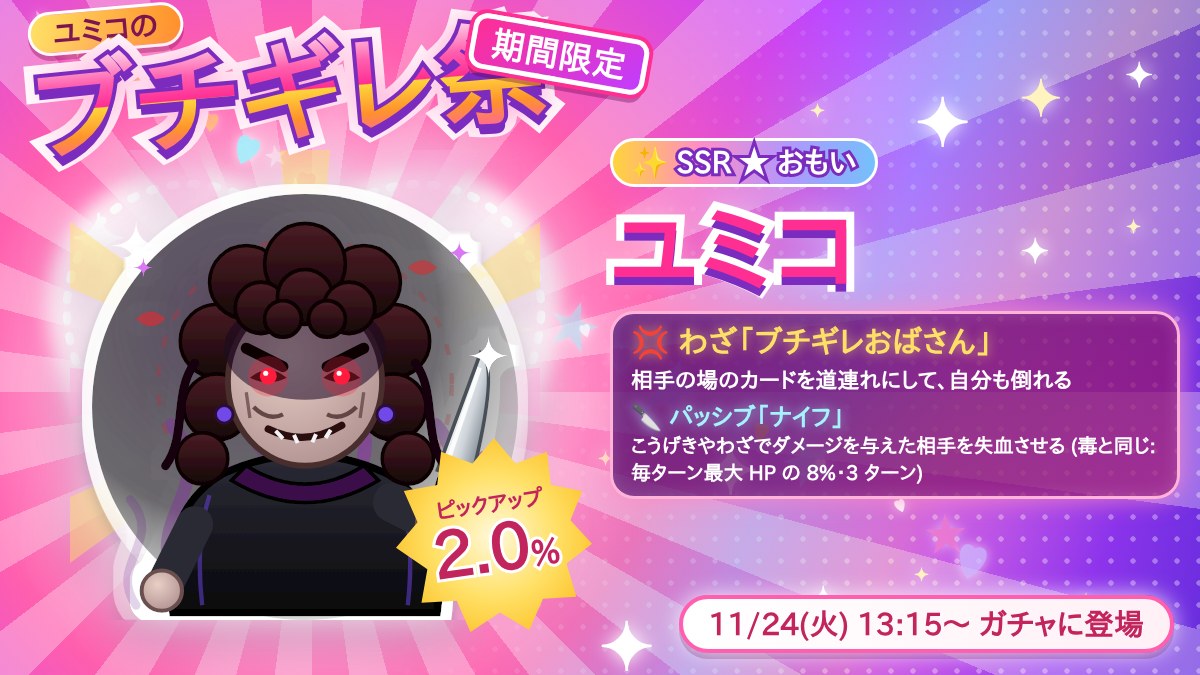 ユミコの
ブチギレ祭
期間限定
SSR★おもい
ユミコ
わざ「ブチギレおばさん」
相手の場のカードを道連れにして、自分も倒れる
パッシブ「ナイフ」
こうげきやわざでダメージを与えた相手を失血させる (毒と同じ:
毎ターン最大 HP の 8%･3 ターン)
ピックアップ
2.0%
11/24(火) 13:15〜 ガチャに登場